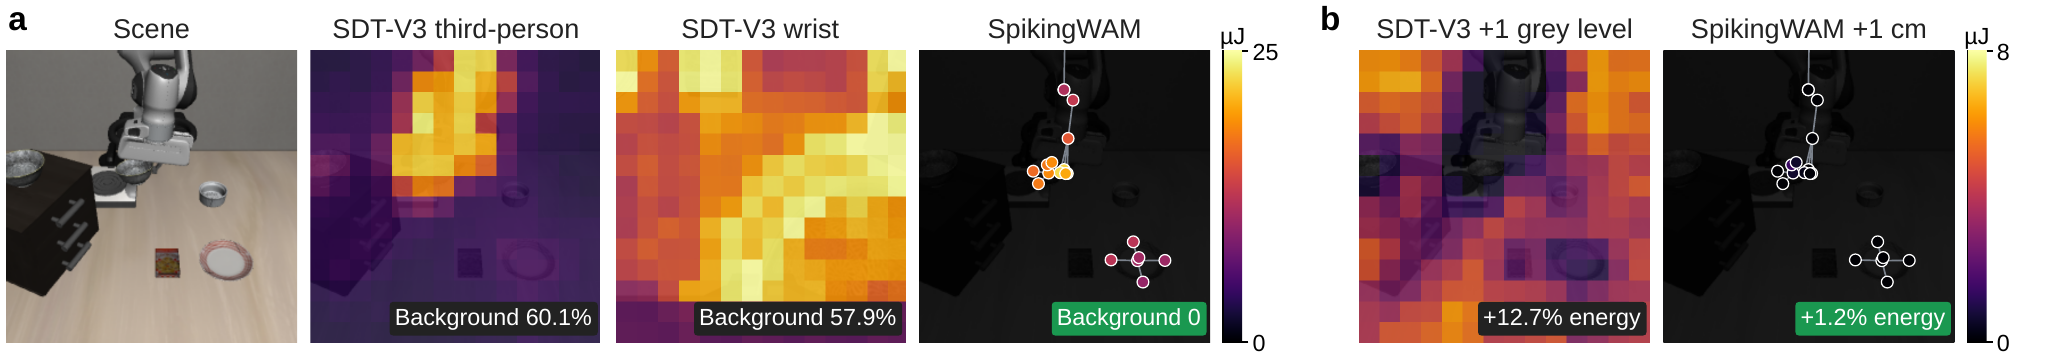 a
Scene
SDT-V3 third-person
SDT-V3 wrist
SpikingWAM
µJ
25
0
Background 60.1%
Background 57.9%
Background 0
b
SDT-V3 +1 grey level
SpikingWAM +1 cm
µJ
8
0
+12.7% energy
+1.2% energy